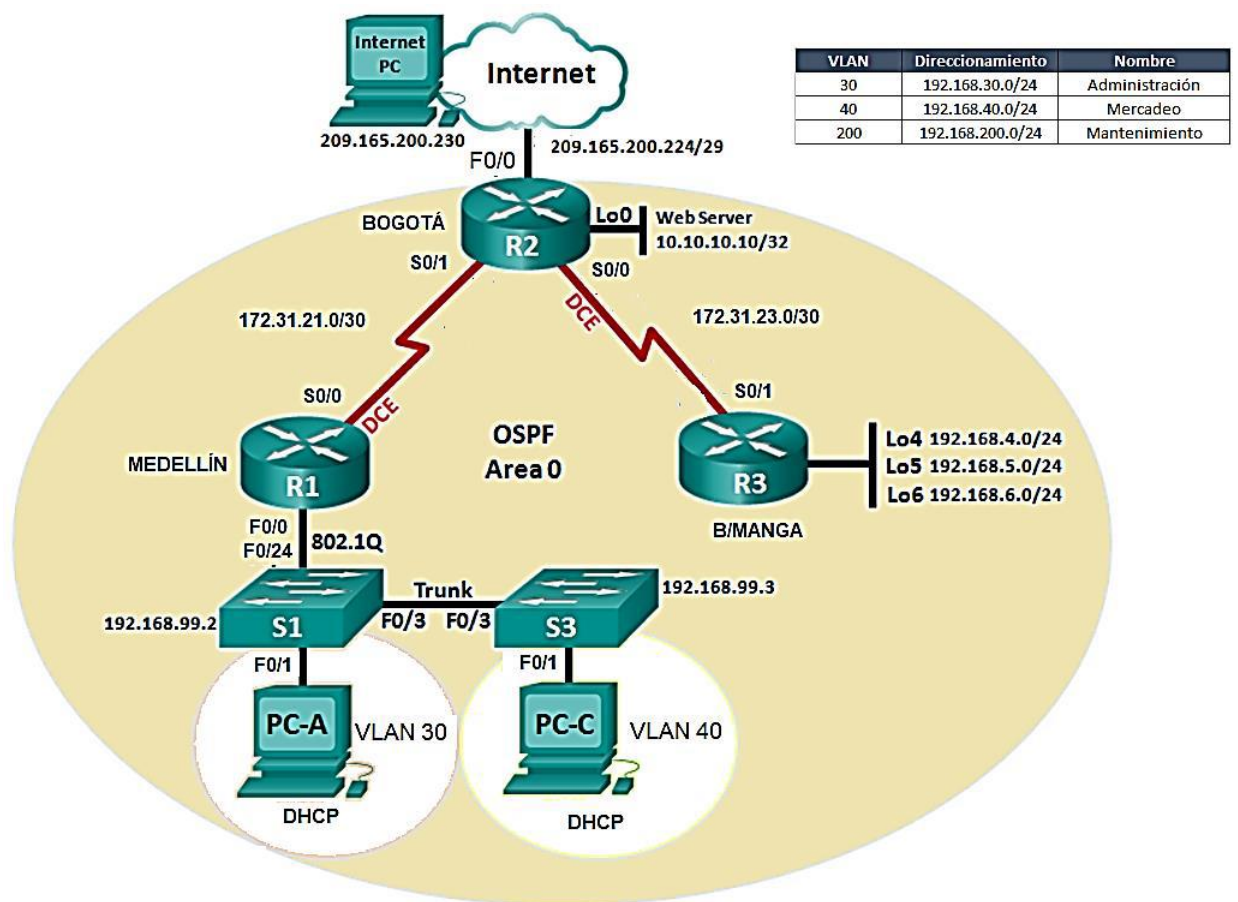 Internet
PC
Internet
209.165.200.230
F0/0
209.165.200.224/29
VLAN Direccionamiento Nombre
30 192.168.30.0/24 Administración
40 192.168.40.0/24 Mercadeo
200 192.168.200.0/24 Mantenimiento
BOGOTÁ
R2
Lo0
Web Server
10.10.10.10/32
S0/1
S0/0
DCE
172.31.21.0/30
172.31.23.0/30
S0/0
DCE
S0/1
OSPF
Area 0
MEDELLÍN
R1
R3
B/MANGA
Lo4 192.168.4.0/24
Lo5 192.168.5.0/24
Lo6 192.168.6.0/24
F0/0
F0/24
802.1Q
Trunk
192.168.99.2
S1
F0/3
F0/3
S3
192.168.99.3
F0/1
F0/1
PC-A
VLAN 30
PC-C
VLAN 40
DHCP
DHCP